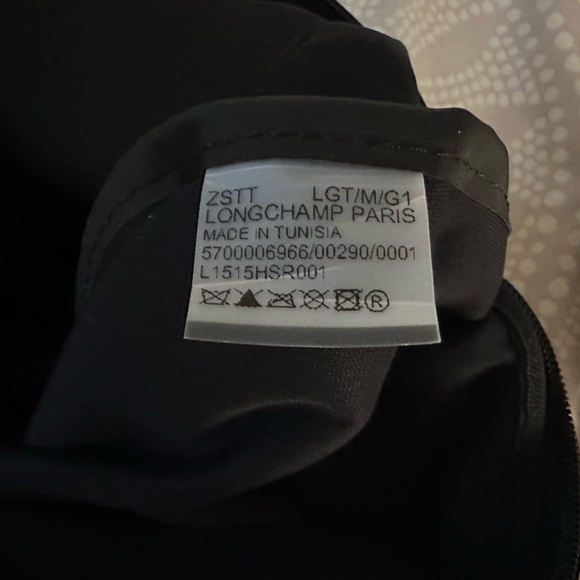 ZSTT LGT/M/G1
LONGCHAMP PARIS
MADE IN TUNISIA
5700006966/00290/0001
L1515HSR001
®